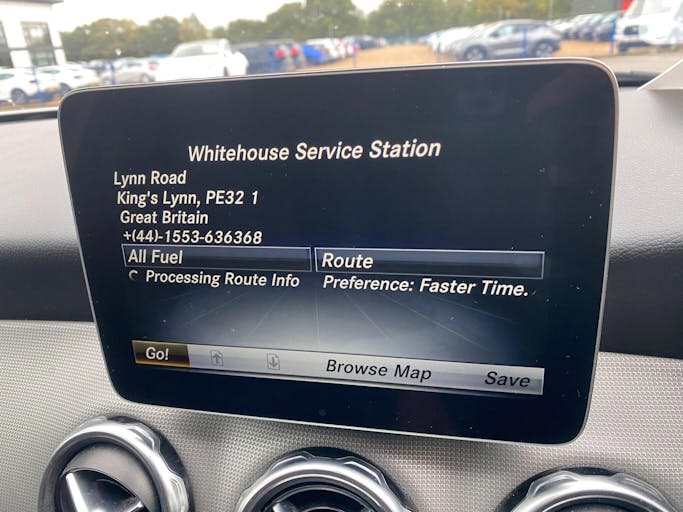 Whitehouse Service Station
Lynn Road
King's Lynn, PE32 1
Great Britain
+(44)-1553-636368
All Fuel
Route
Processing Route Info
Preference: Faster Time.
Go!
Browse Map
Save